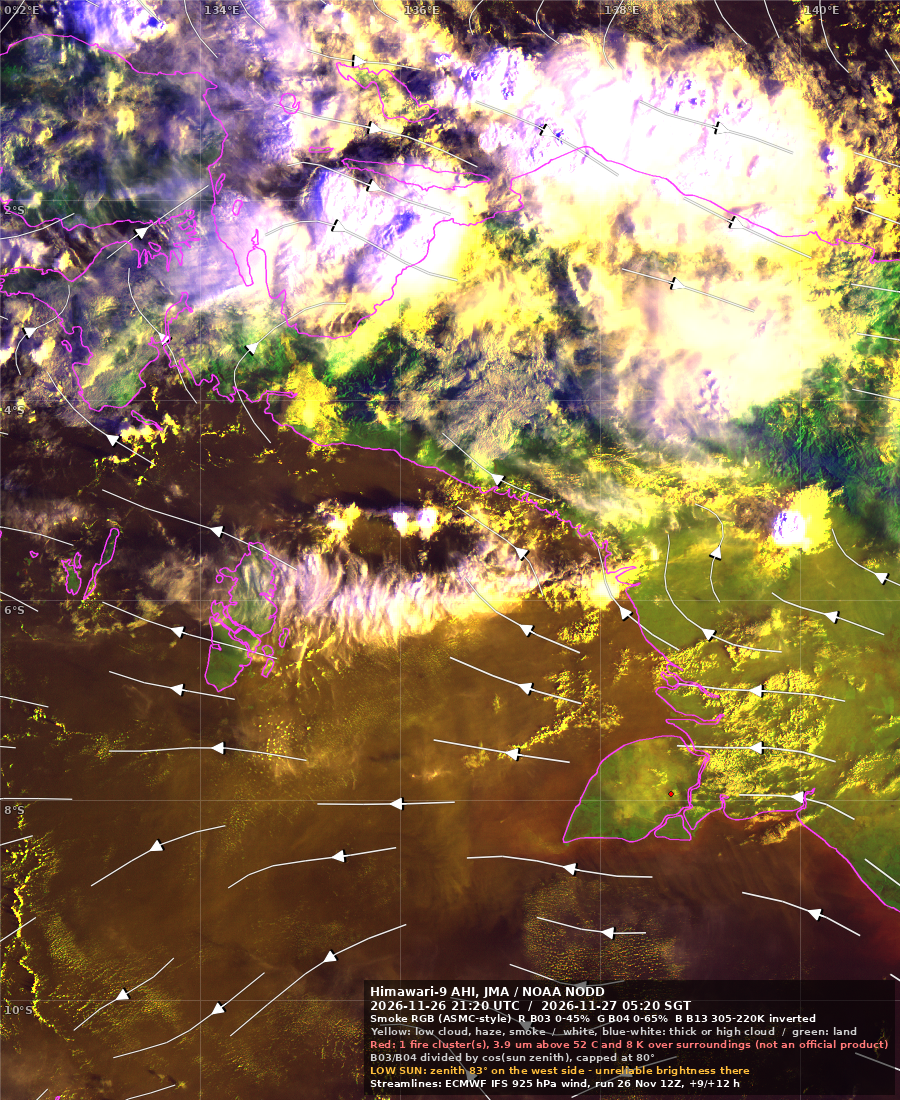 0°2°E
134°E
136°E
138°E
140°E
2°S
4°S
6°S
8°S
10°S
Himawari-9 AHI, JMA / NOAA NODD
2026-11-26 21:20 UTC / 2026-11-27 05:20 SGT
Smoke RGB (ASMC-style) R B03 0-45% G B04 0-65% B B13 305-220K inverted
Yellow: low cloud, haze, smoke / white, blue-white: thick or high cloud / green: land
Red: 1 fire cluster(s), 3.9 um above 52 C and 8 K over surroundings (not an official product)
B03/B04 divided by cos(sun zenith), capped at 80°
LOW SUN: zenith 83° on the west side - unreliable brightness there
Streamlines: ECMWF IFS 925 hPa wind, run 26 Nov 12Z, +9/+12 h